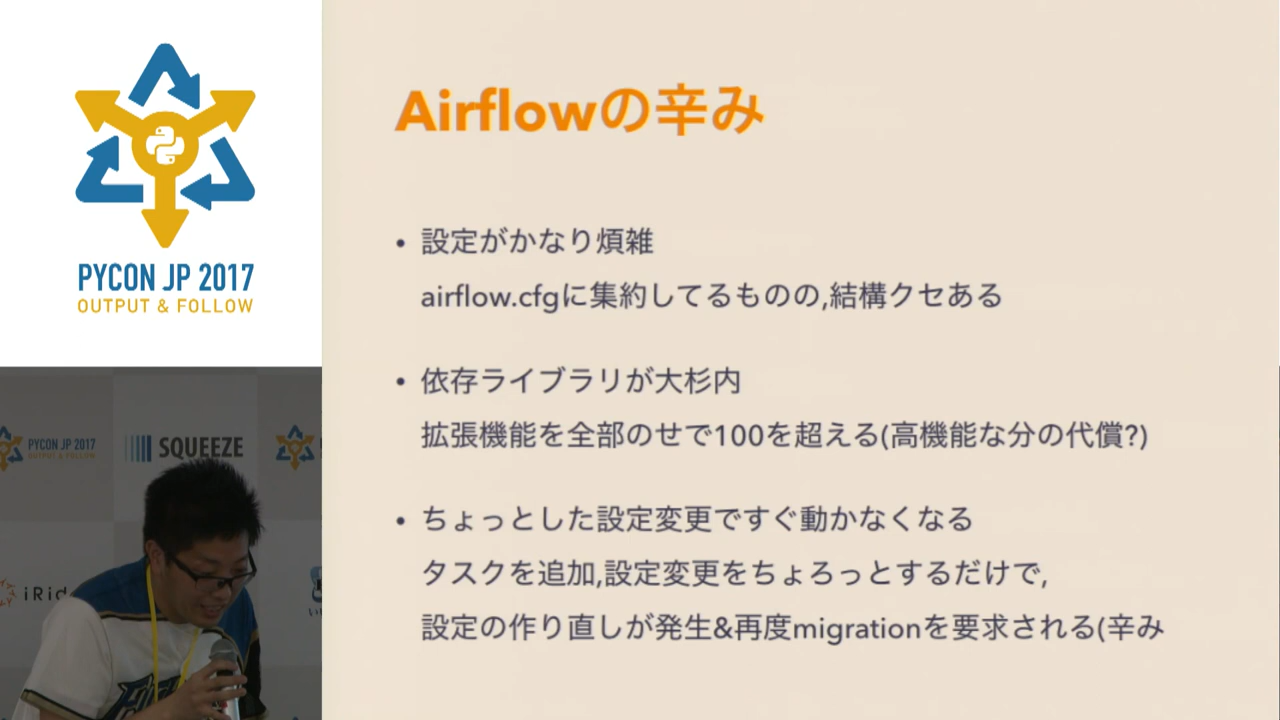 PYCON JP 2017
OUTPUT & FOLLOW
Airflowの辛み
• 設定がかなり煩雑
airflow.cfgに集約してるものの,結構クセある
• 依存ライブラリが大杉内
拡張機能を全部のせで100を超える(高機能な分の代償?)
• ちょっとした設定変更ですぐ動かなくなる
タスクを追加,設定変更をちょろっとするだけで,
設定の作り直しが発生&再度migrationを要求される(辛み
PYCON JP 2017
OUTPUT & FOLLOW
SQUEEZE
iRid